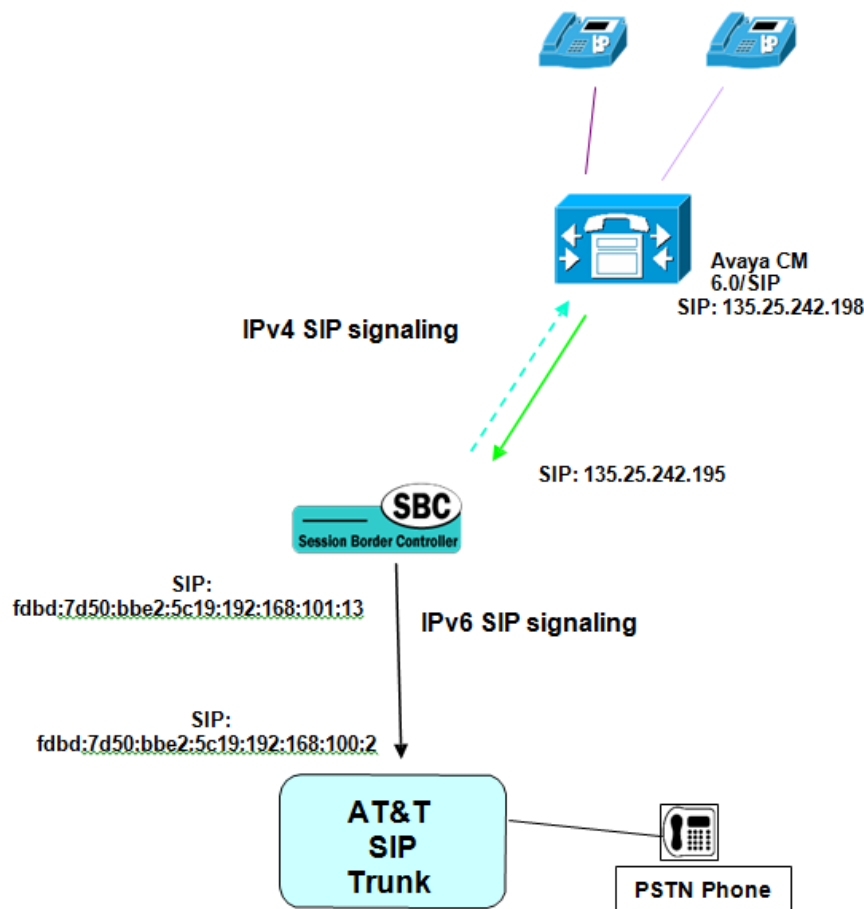 IP
IP
Avaya CM
6.0/SIP
SIP: 135.25.242.198
IPv4 SIP signaling
SIP: 135.25.242.195
SBC
Session Border Controller
SIP:
fdbd:7d50:bbe2:5c19:192:168:101:13
IPv6 SIP signaling
SIP:
fdbd:7d50:bbe2:5c19:192:168:100:2
AT&T
SIP
Trunk
PSTN Phone